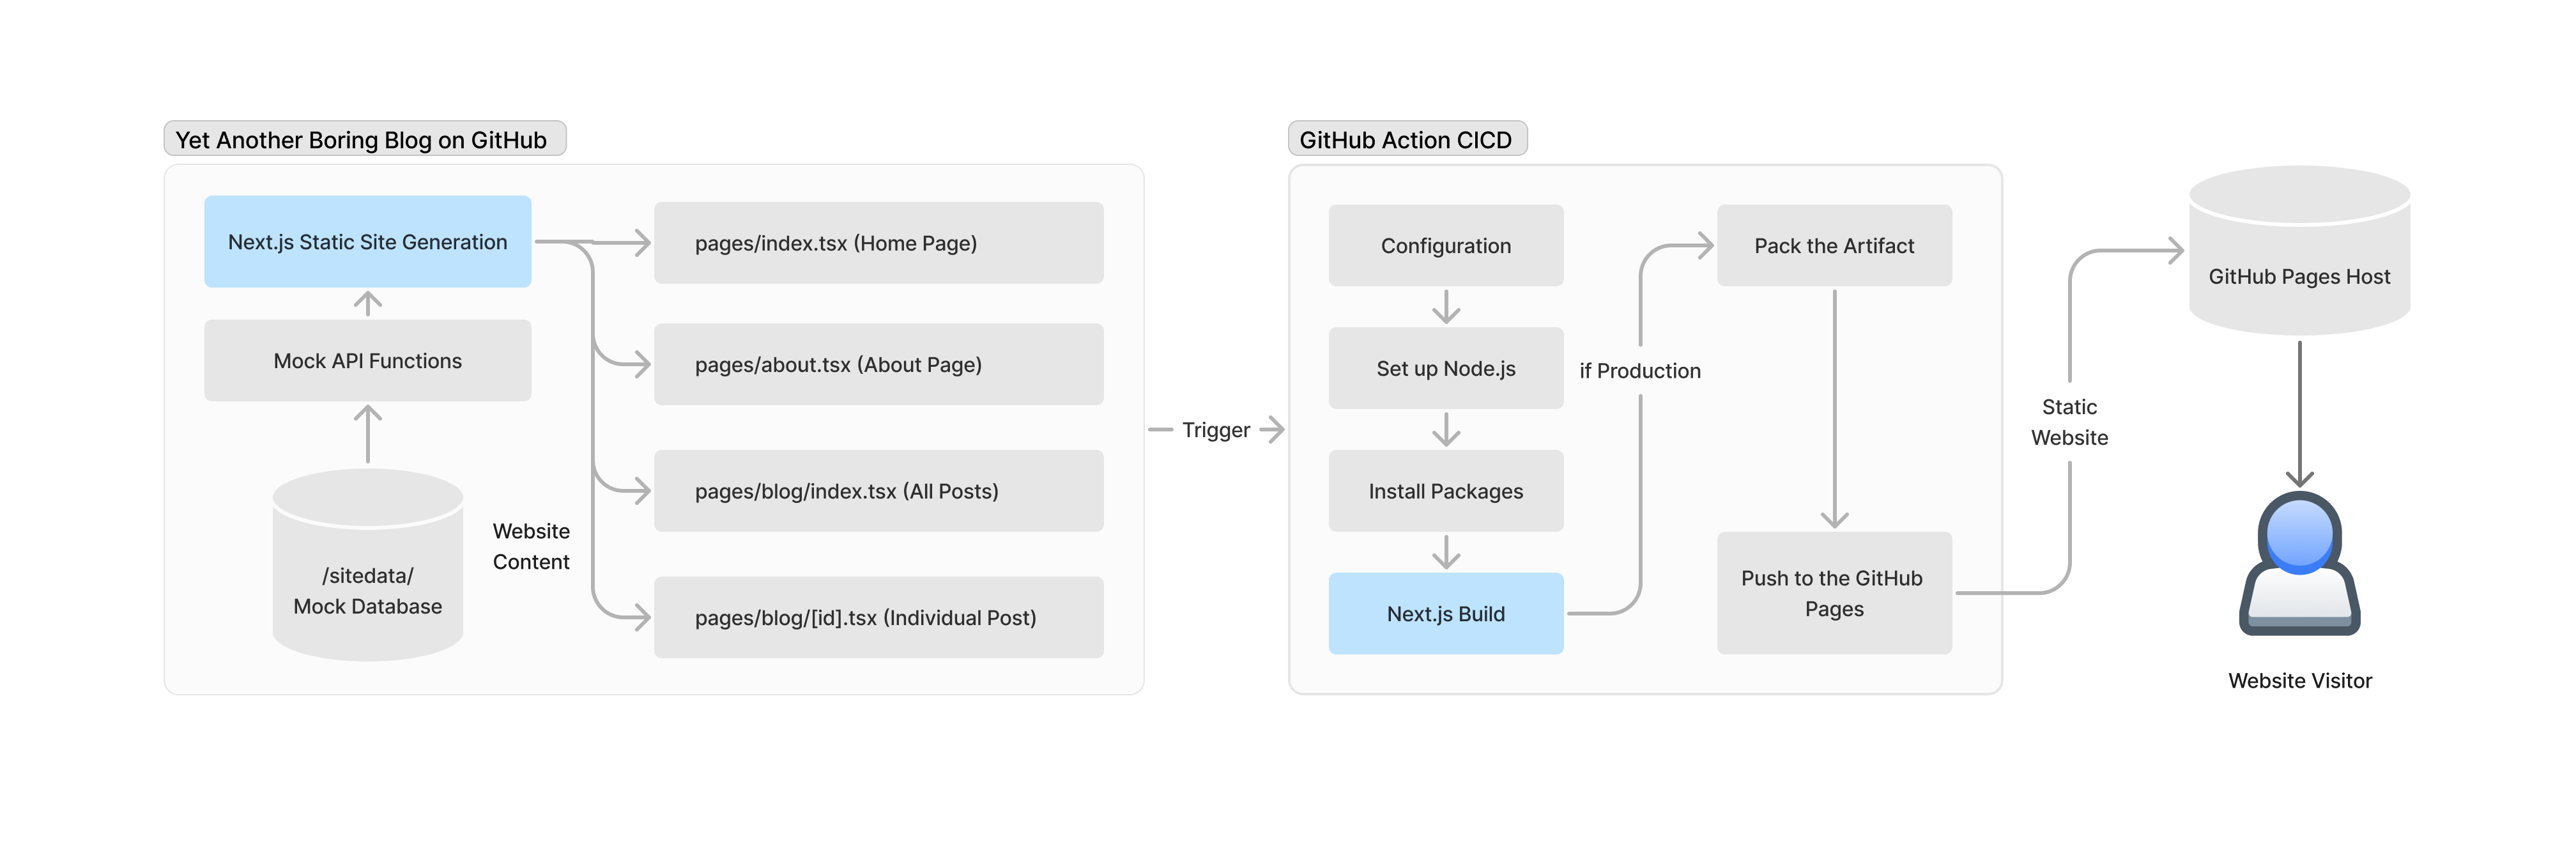 Yet Another Boring Blog on GitHub
Next.js Static Site Generation
Mock API Functions
/sitedata/
Mock Database
Website
Content
pages/index.tsx (Home Page)
pages/about.tsx (About Page)
pages/blog/index.tsx (All Posts)
pages/blog/[id].tsx (Individual Post)
Trigger
GitHub Action CICD
Configuration
Set up Node.js
Install Packages
Next.js Build
if Production
Pack the Artifact
Push to the GitHub
Pages
Static
Website
GitHub Pages Host
Website Visitor